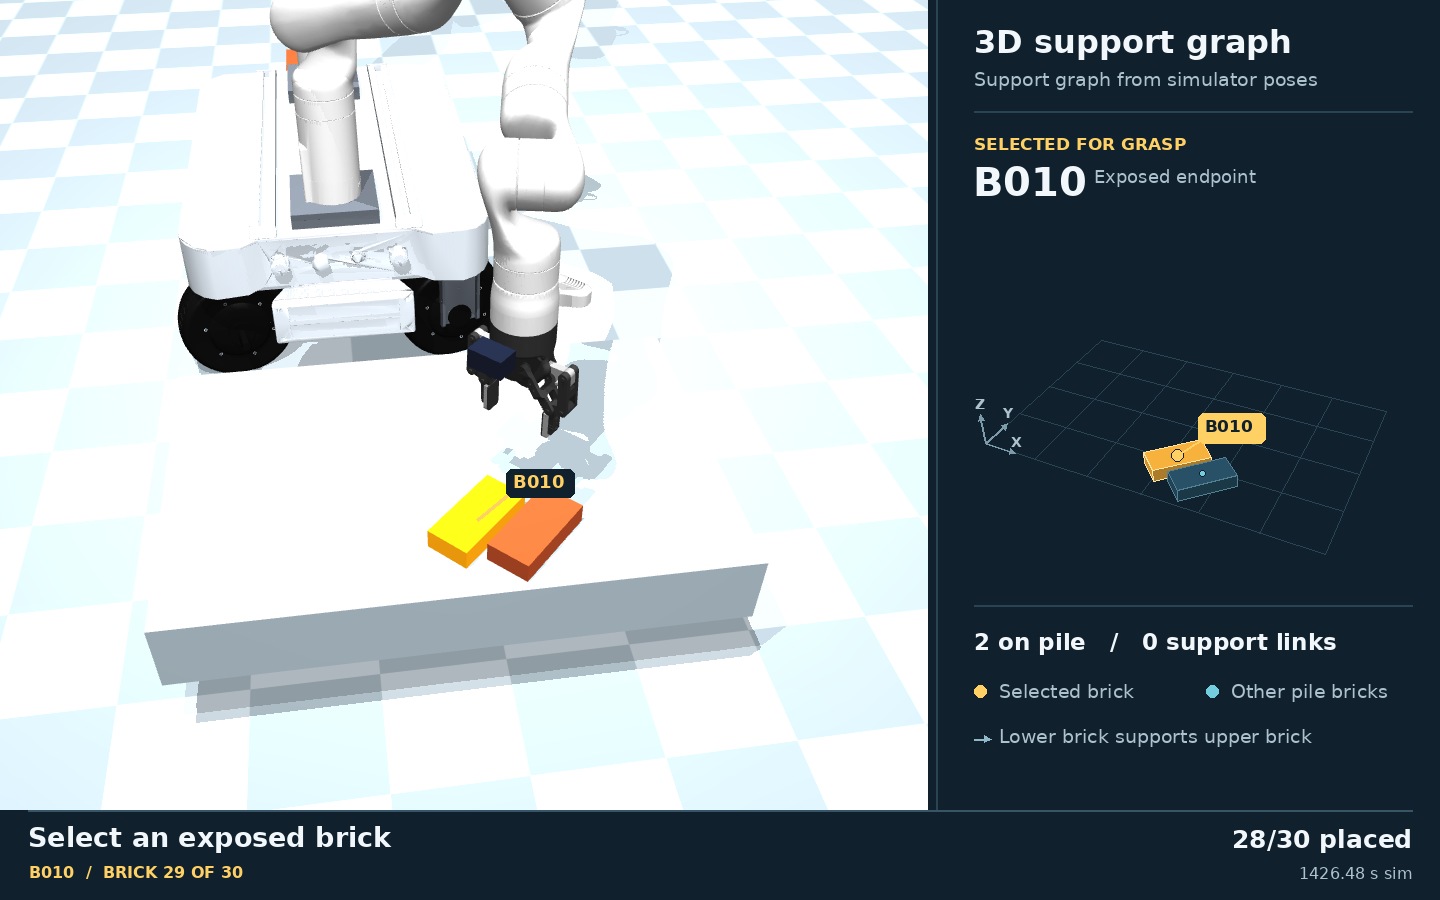 3D support graph
Support graph from simulator poses
SELECTED FOR GRASP
B010 Exposed endpoint
B010
Z
Y
X
B010
2 on pile / 0 support links
Selected brick
Other pile bricks
Lower brick supports upper brick
Select an exposed brick
B010 / BRICK 29 OF 30
28/30 placed
1426.48 s sim